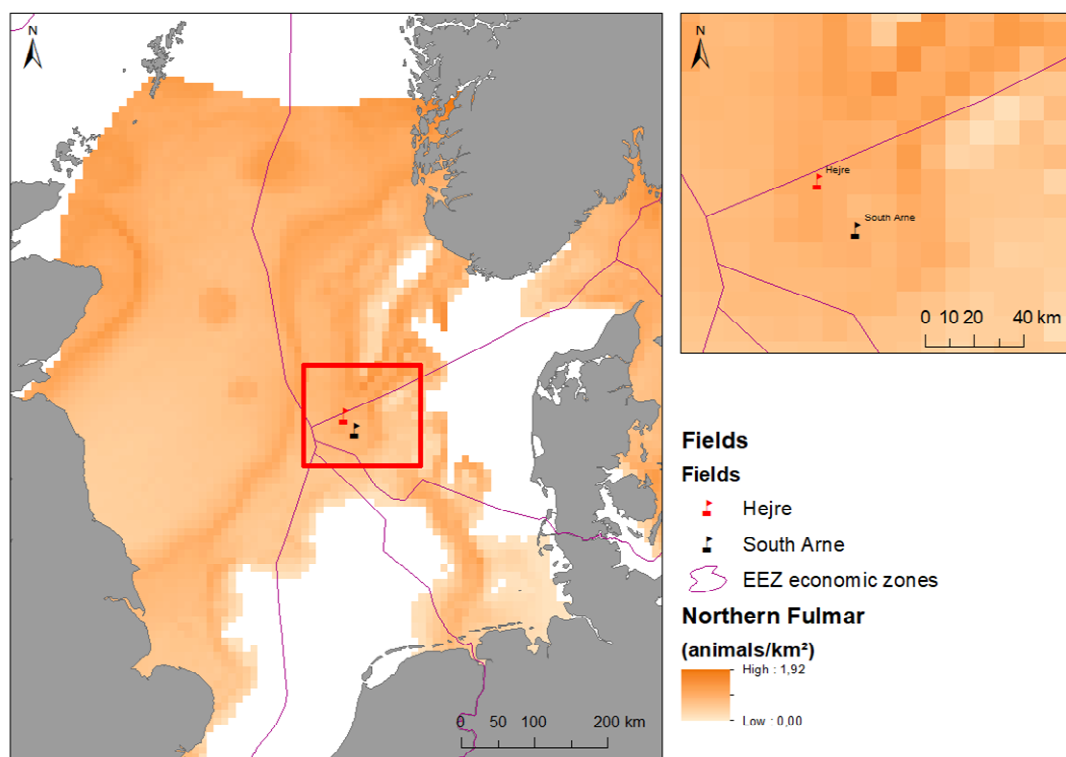 N
0 50 100 200 km
N
Hejre
South Arne
0 10 20 40 km
Fields
Fields
Hejre
South Arne
EEZ economic zones
Northern Fulmar
(animals/km²)
High : 1,92
Low : 0,00